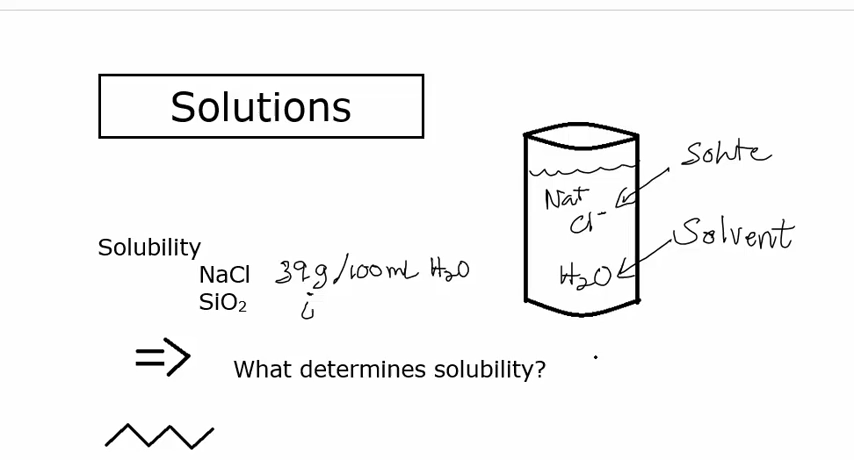 Solutions
Solute
Na+
Cl-
Solvent
Solubility
NaCl 39g/100mL H2O
H2O
SiO2 i
=>
What determines solubility?